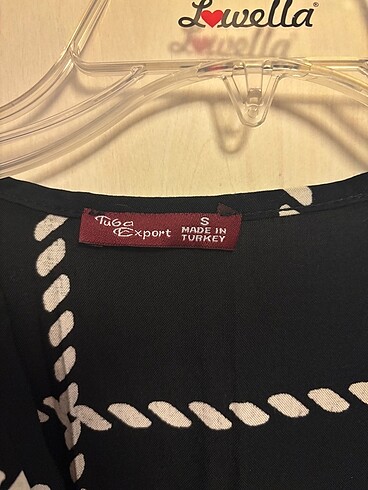 Lowella
Tuba
Export
S
MADE IN
TURKEY